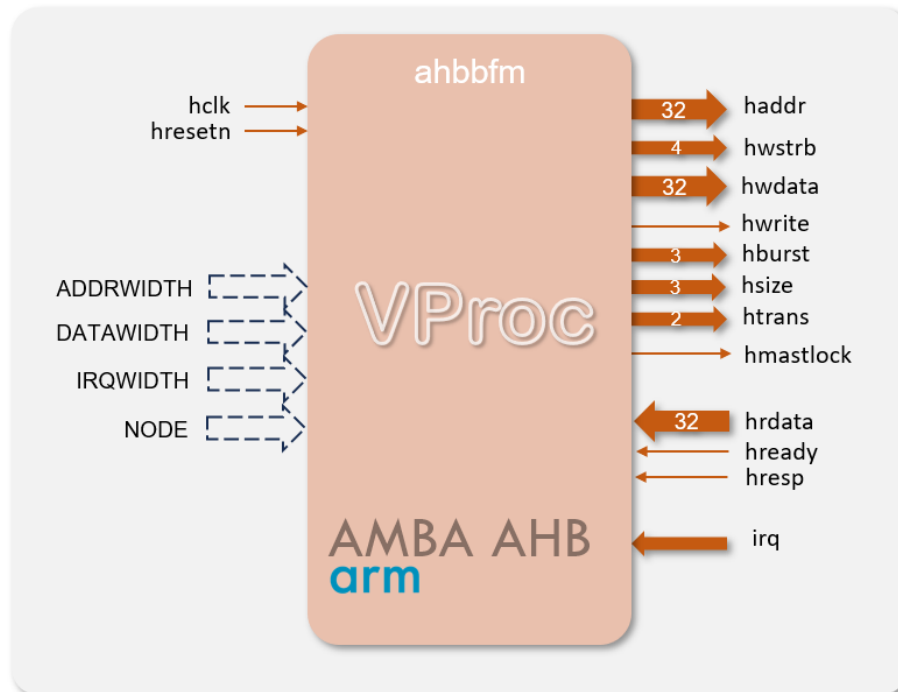 ahbbfm
hclk
hresetn
ADDRWIDTH
DATAWIDTH
IRQWIDTH
NODE
VProc
32 haddr
4 hwstrb
32 hwdata
hwrite
3 hburst
3 hsize
2 htrans
hmastlock
32 hrdata
hready
hresp
irq
AMBA AHB
arm